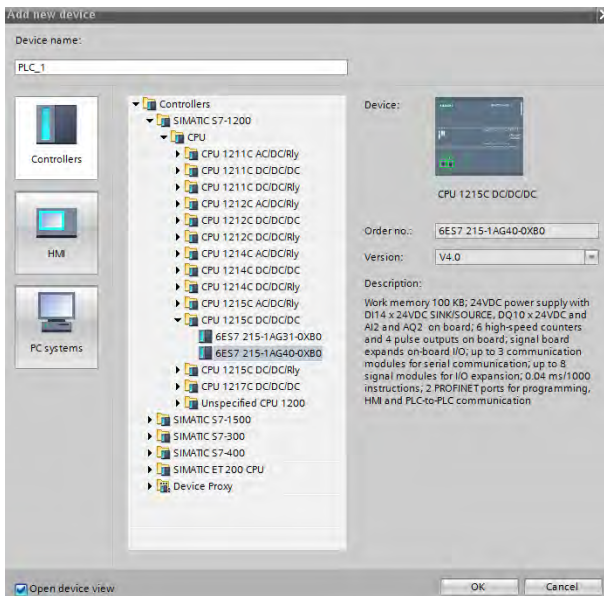 Add new device
Device name:
PLC_1
Controllers
HMI
PC systems
Controllers
SIMATIC S7-1200
CPU
CPU 1211C AC/DC/Rly
CPU 1211C DC/DC/DC
CPU 1211C DC/DC/Rly
CPU 1212C AC/DC/Rly
CPU 1212C DC/DC/DC
CPU 1212C DC/DC/Rly
CPU 1214C AC/DC/Rly
CPU 1214C DC/DC/DC
CPU 1214C DC/DC/Rly
CPU 1215C AC/DC/Rly
CPU 1215C DC/DC/DC
6ES7 215-1AG31-0XB0
6ES7 215-1AG40-0XB0
CPU 1215C DC/DC/Rly
CPU 1217C DC/DC/DC
Unspecified CPU 1200
SIMATIC S7-1500
SIMATIC S7-300
SIMATIC S7-400
SIMATIC ET 200 CPU
Device Proxy
Device:
CPU 1215C DC/DC/DC
Order no.: 6ES7 215-1AG40-0XB0
Version: V4.0
Description:
Work memory 100 KB; 24VDC power supply with
DI14 x 24VDC SINK/SOURCE, DQ10 x 24VDC and
AI2 and AQ2 on board; 6 high-speed counters
and 4 pulse outputs on board; signal board
expands on-board I/O; up to 3 communication
modules for serial communication; up to 8
signal modules for I/O expansion; 0.04 ms/1000
instructions; 2 PROFINET ports for programming,
HMI and PLC-to-PLC communication
Open device view
OK
Cancel